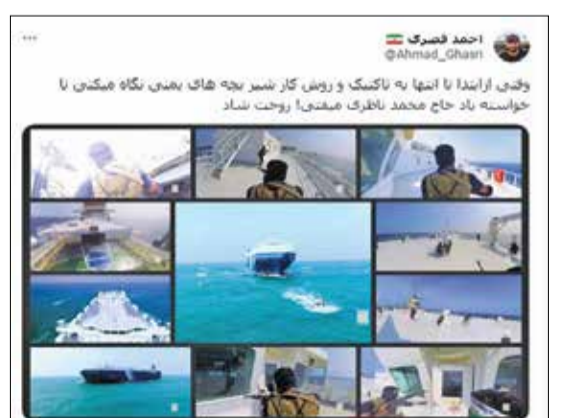 احمد قصری
@Ahmad_Ghasri
وقتی ازابتدا تا انتها به تاکتیک و روش کار شیر بچه های یمنی نگاه میکنی نا
خواسته یاد حاج محمد ناظری میفتی! روحت شاد